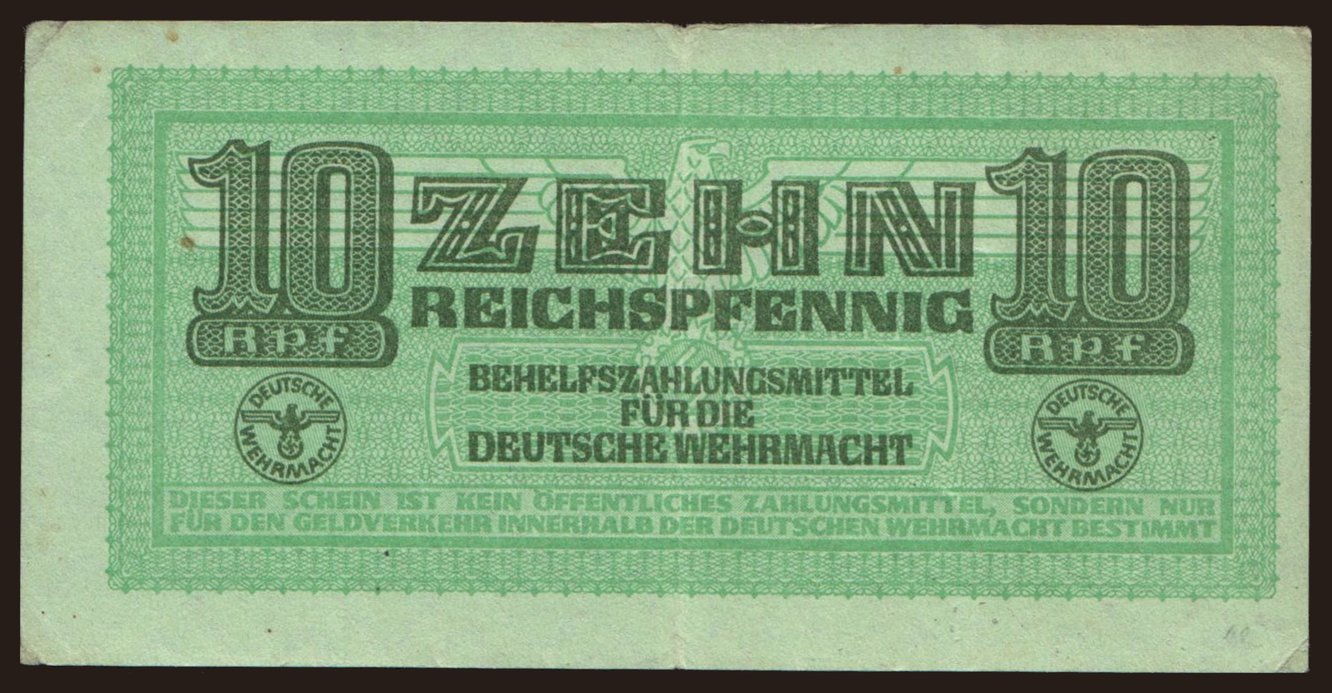 10 ZEHN 10
REICHSPFENNIG
Rpf Rpf
BEHELFSZAHLUNGSMITTEL
FÜR DIE
DEUTSCHE WEHRMACHT
DEUTSCHE WEHRMACHT
DEUTSCHE WEHRMACHT
DIESER SCHEIN IST KEIN ÖFFENTLICHES ZAHLUNGSMITTEL, SONDERN NUR
FÜR DEN GELDVERKEHR INNERHALB DER DEUTSCHEN WEHRMACHT BESTIMMT